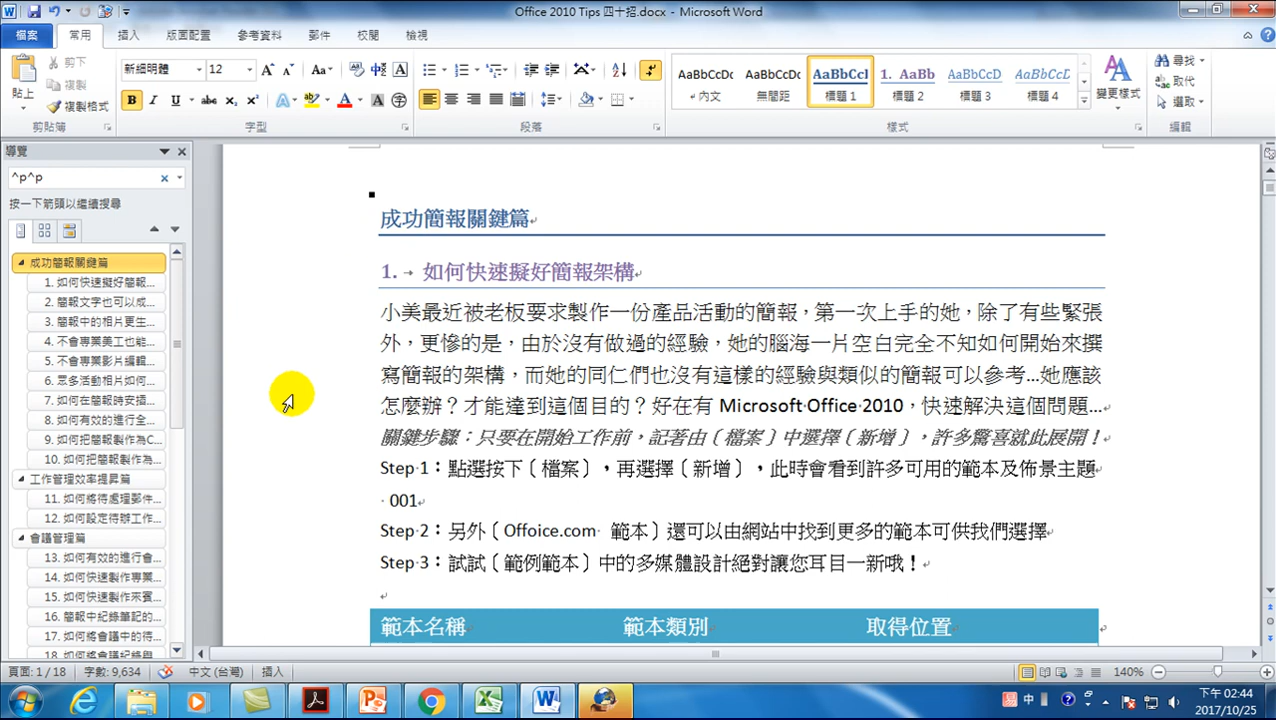 Office 2010 Tips 四十招.docx - Microsoft Word
檔案 常用 插入 版面配置 參考資料 郵件 校閱 檢視
貼上 剪下 複製 複製格式
新細明體 12
AaBbCcDc AaBbCcDc AaBbCcl 1. AaBb AaBbCcD AaBbCcD
內文 無間距 標題 1 標題 2 標題 3 標題 4
變更樣式
尋找
取代
選取
剪貼簿 字型 段落 樣式 編輯
導覽
^p^p
按一下箭頭以繼續搜尋
成功簡報關鍵篇
1. 如何快速擬好簡報...
2. 簡報文字也可以成...
3. 簡報中的相片更生...
4. 不會專業美工也能...
5. 不會專業影片編輯...
6. 眾多活動相片如何...
7. 如何在簡報時安插...
8. 如何有效的進行全...
9. 如何把簡報製作為C...
10. 如何把簡報製作為...
工作管理效率提昇篇
11. 如何將待處理郵件...
12. 如何設定待辦工作...
會議管理篇
13. 如何有效的進行會...
14. 如何快速製作專業...
15. 如何快速製作來賓...
16. 簡報中紀錄筆記的...
17. 如何將會議中的待...
18. 如何將會議紀錄與...
成功簡報關鍵篇
1. 如何快速擬好簡報架構
小美最近被老板要求製作一份產品活動的簡報，第一次上手的她，除了有些緊張
外，更慘的是，由於沒有做過的經驗，她的腦海一片空白完全不知如何開始來撰
寫簡報的架構，而她的同仁們也沒有這樣的經驗與類似的簡報可以參考...她應該
怎麼辦？才能達到這個目的？好在有 Microsoft Office 2010，快速解決這個問題...
關鍵步驟：只要在開始工作前，記著由〔檔案〕中選擇〔新增〕，許多驚喜就此展開！
Step 1：點選按下〔檔案〕，再選擇〔新增〕，此時會看到許多可用的範本及佈景主題
001
Step 2：另外〔Offoice.com 範本〕還可以由網站中找到更多的範本可供我們選擇
Step 3：試試〔範例範本〕中的多媒體設計絕對讓您耳目一新哦！
範本名稱 範本類別 取得位置
頁面: 1 / 18 字數: 9,634 中文 (台灣) 插入 140%
下午 02:44
2017/10/25